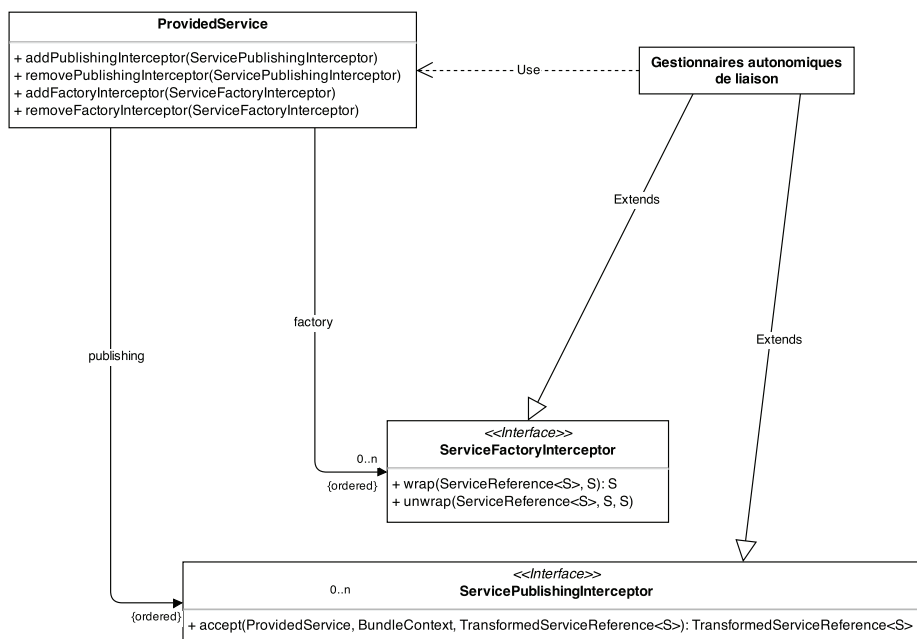 ProvidedService
+ addPublishingInterceptor(ServicePublishingInterceptor)
+ removePublishingInterceptor(ServicePublishingInterceptor)
+ addFactoryInterceptor(ServiceFactoryInterceptor)
+ removeFactoryInterceptor(ServiceFactoryInterceptor)
Use
Gestionnaires autonomiques
de liaison
Extends
factory
publishing
Extends
<<Interface>>
ServiceFactoryInterceptor
0..n
{ordered}
+ wrap(ServiceReference<S>, S): S
+ unwrap(ServiceReference<S>, S, S)
<<Interface>>
0..n
ServicePublishingInterceptor
{ordered}
+ accept(ProvidedService, BundleContext, TransformedServiceReference<S>): TransformedServiceReference<S>